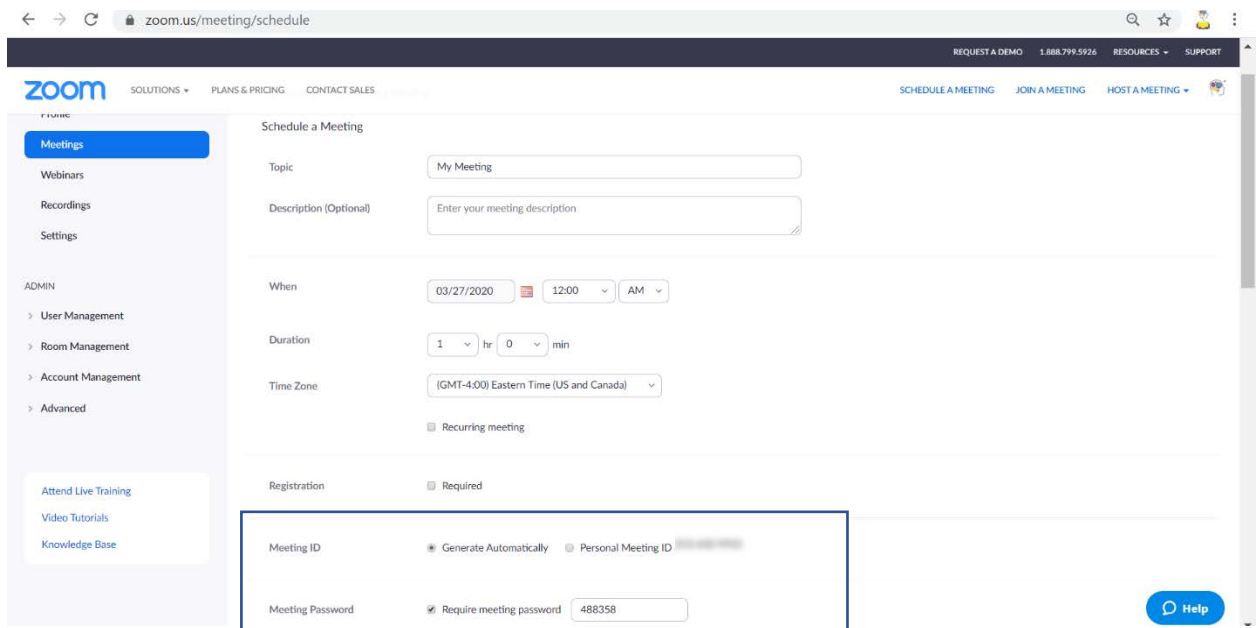 zoom.us/meeting/schedule
REQUEST A DEMO 1.888.799.5926 RESOURCES SUPPORT
zoom SOLUTIONS PLANS & PRICING CONTACT SALES SCHEDULE A MEETING JOIN A MEETING HOST A MEETING
Profile
Meetings
Webinars
Recordings
Settings
ADMIN
User Management
Room Management
Account Management
Advanced
Attend Live Training
Video Tutorials
Knowledge Base
Schedule a Meeting
Topic My Meeting
Description (Optional) Enter your meeting description
When 03/27/2020 12:00 AM
Duration 1 hr 0 min
Time Zone (GMT-4:00) Eastern Time (US and Canada)
Recurring meeting
Registration Required
Meeting ID Generate Automatically Personal Meeting ID
Meeting Password Require meeting password 488358
Help